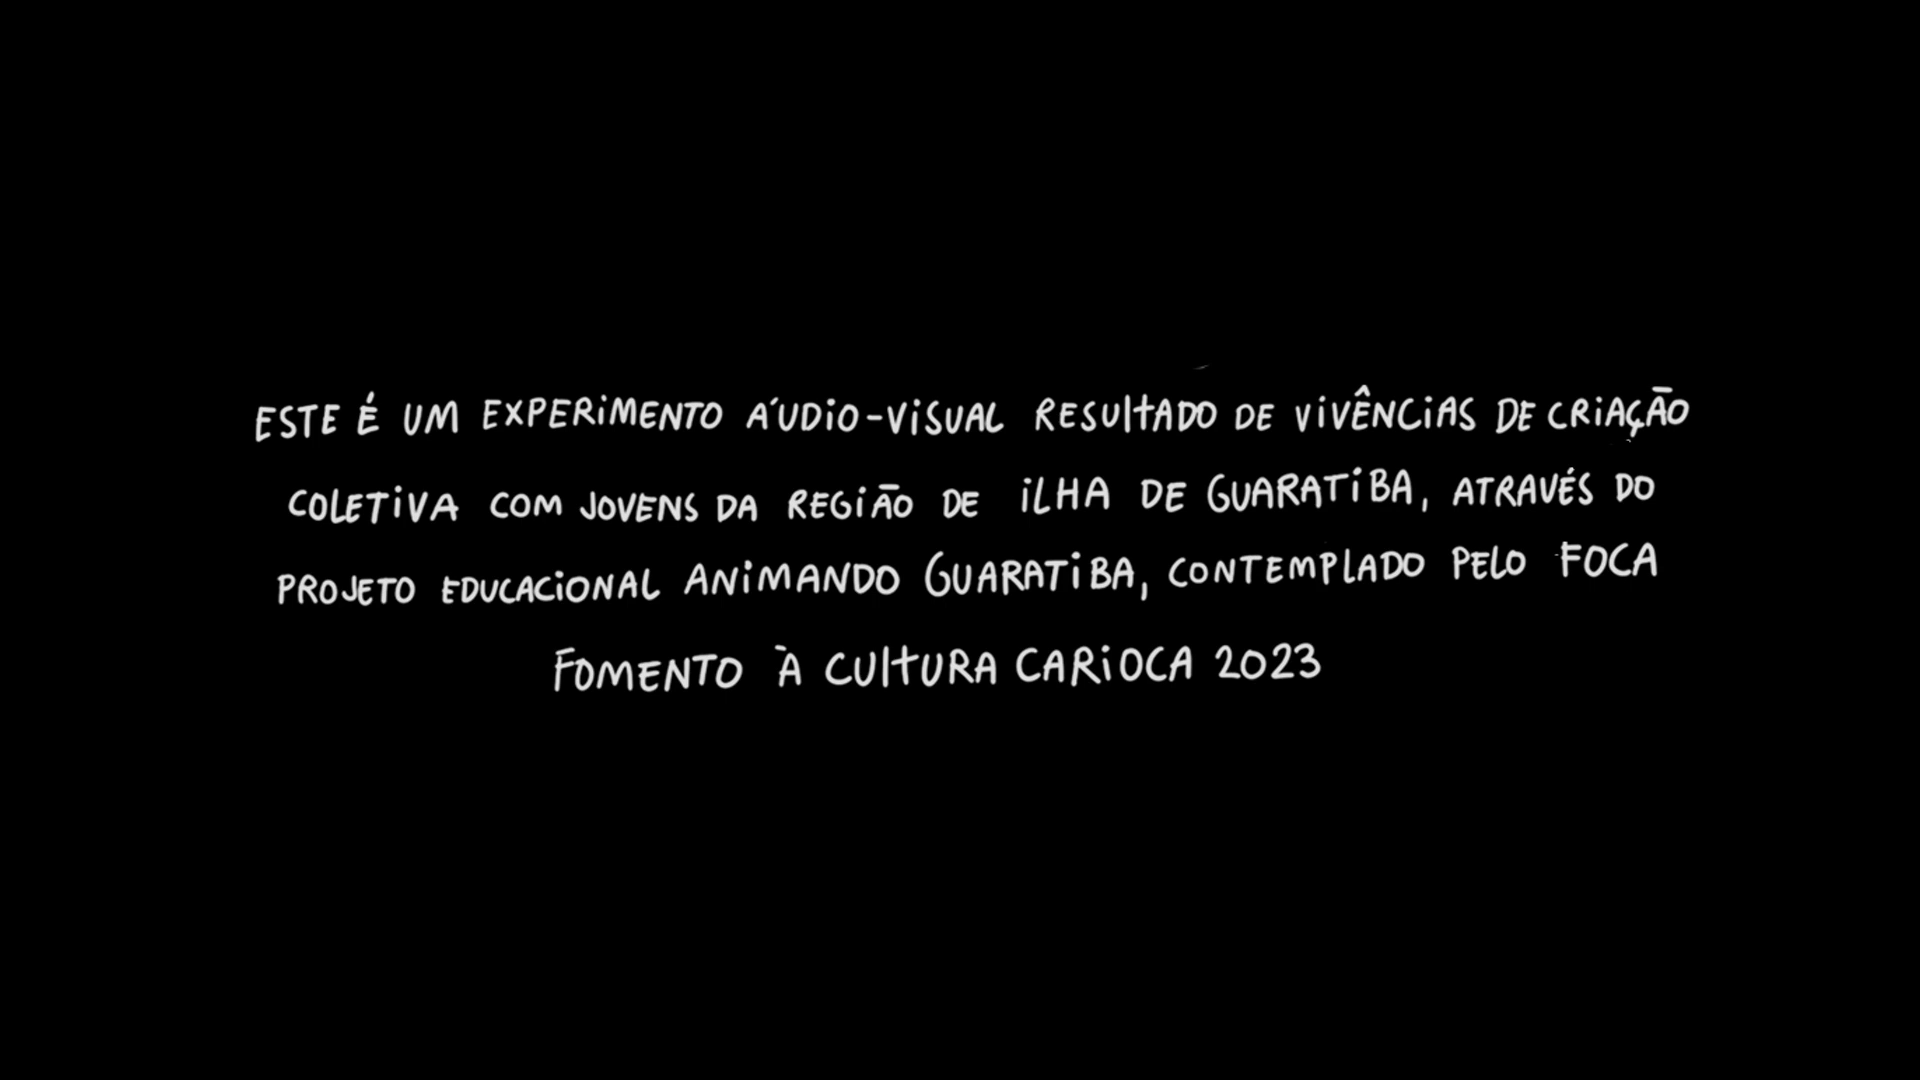 ESTE É UM EXPERIMENTO ÁUDIO-VISUAL RESULTADO DE VIVÊNCIAS DE CRIAÇÃO
COLETIVA COM JOVENS DA REGIÃO DE ILHA DE GUARATIBA, ATRAVÉS DO
PROJETO EDUCACIONAL ANIMANDO GUARATIBA, CONTEMPLADO PELO FOCA
FOMENTO À CULTURA CARIOCA 2023